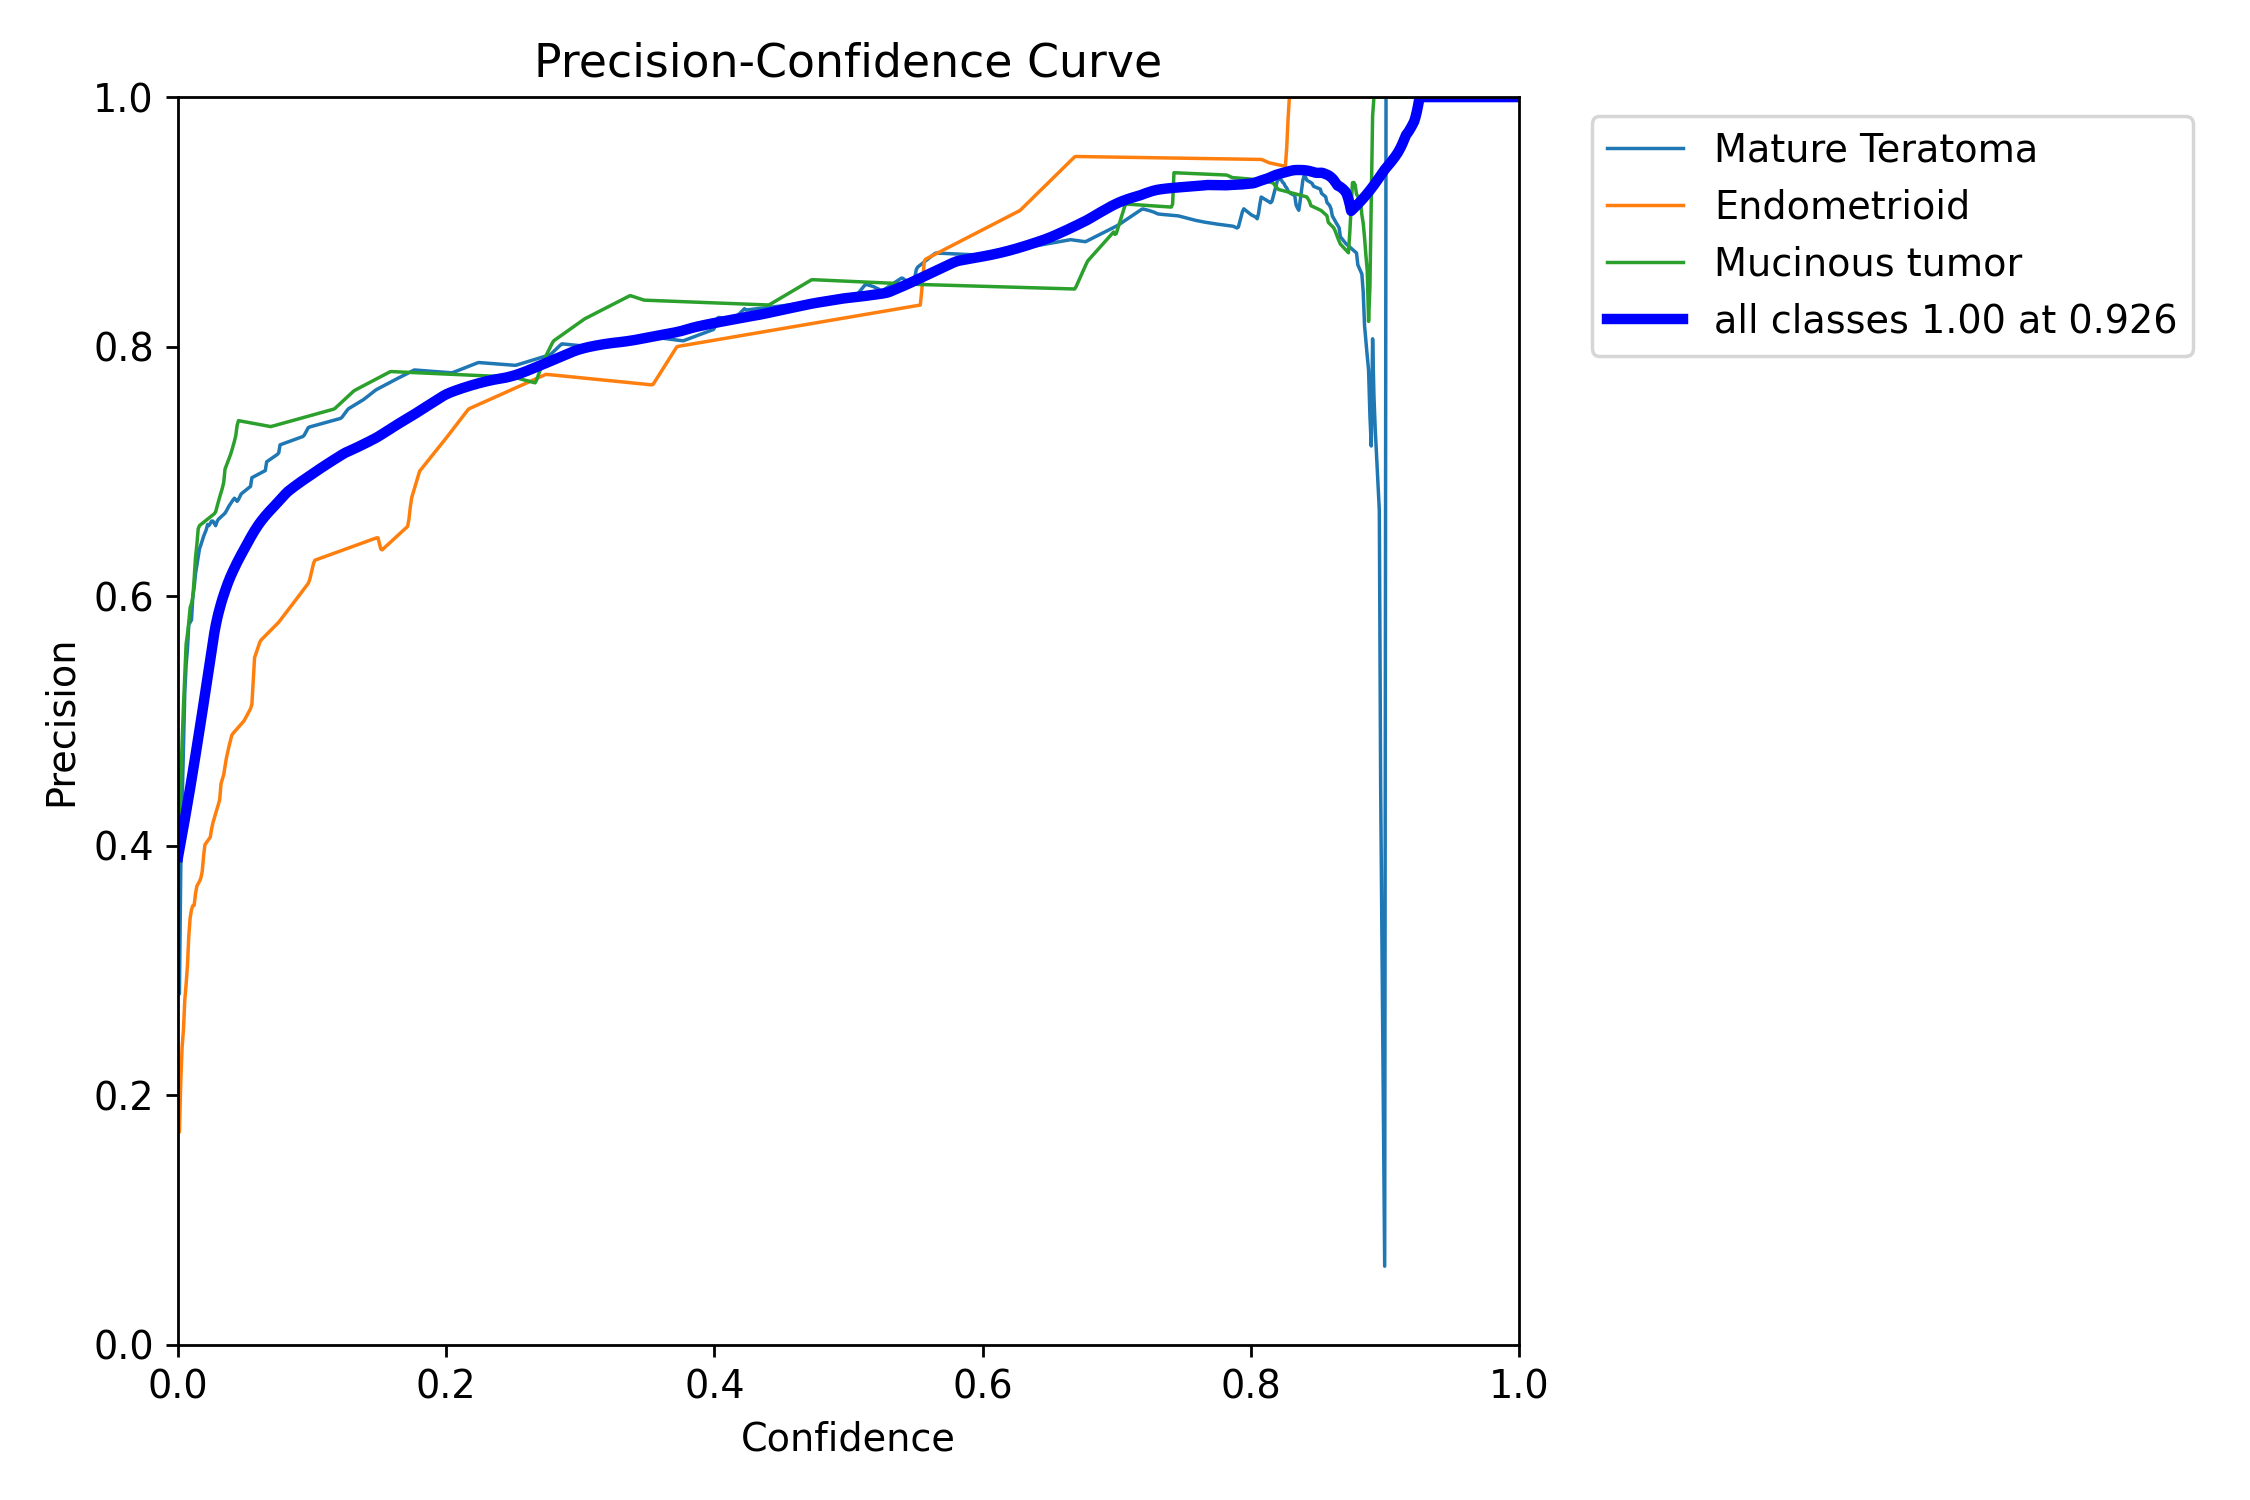 Precision-Confidence Curve
1.0
0.8
0.6
0.4
0.2
0.0
Precision
0.0 0.2 0.4 0.6 0.8 1.0
Confidence
Mature Teratoma
Endometrioid
Mucinous tumor
all classes 1.00 at 0.926